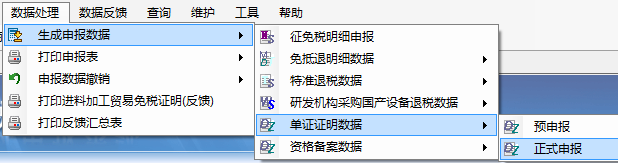 数据处理 数据反馈 查询 维护 工具 帮助
生成申报数据
打印申报表
申报数据撤销
打印进料加工贸易免税证明(反馈)
打印反馈汇总表
征免税明细申报
免抵退明细数据
特准退税数据
研发机构采购国产设备退税数据
单证证明数据
资格备案数据
预申报
正式申报